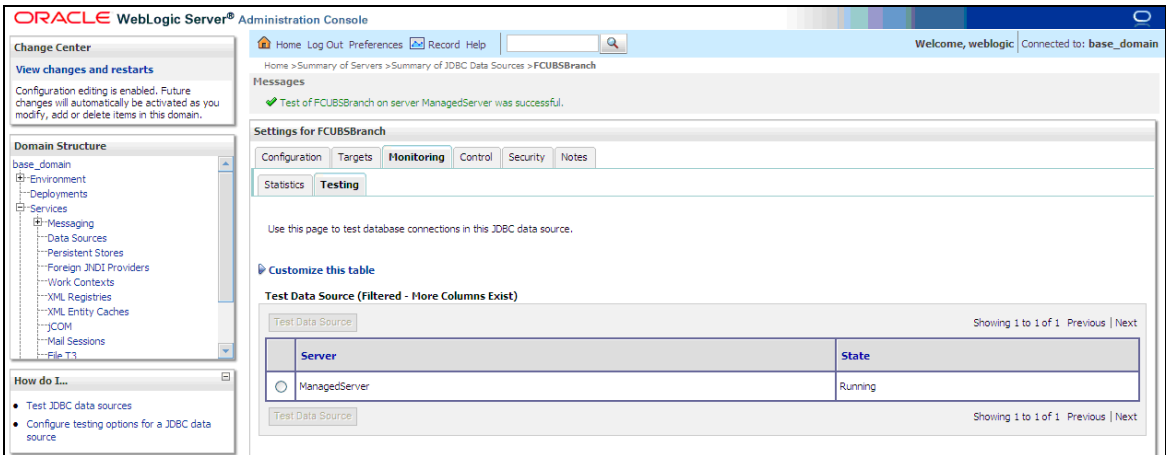 ORACLE WebLogic Server® Administration Console
Change Center
View changes and restarts
Configuration editing is enabled. Future
changes will automatically be activated as you
modify, add or delete items in this domain.
Domain Structure
base_domain
Environment
Deployments
Services
Messaging
Data Sources
Persistent Stores
Foreign JNDI Providers
Work Contexts
XML Registries
XML Entity Caches
jCOM
Mail Sessions
File T3
How do I...
Test JDBC data sources
Configure testing options for a JDBC data
source
Home Log Out Preferences Record Help
Welcome, weblogic Connected to: base_domain
Home >Summary of Servers >Summary of JDBC Data Sources >FCUBSBranch
Messages
Test of FCUBSBranch on server ManagedServer was successful.
Settings for FCUBSBranch
Configuration Targets Monitoring Control Security Notes
Statistics Testing
Use this page to test database connections in this JDBC data source.
Customize this table
Test Data Source (Filtered - More Columns Exist)
Test Data Source Showing 1 to 1 of 1 Previous | Next
Server State
ManagedServer Running
Test Data Source Showing 1 to 1 of 1 Previous | Next